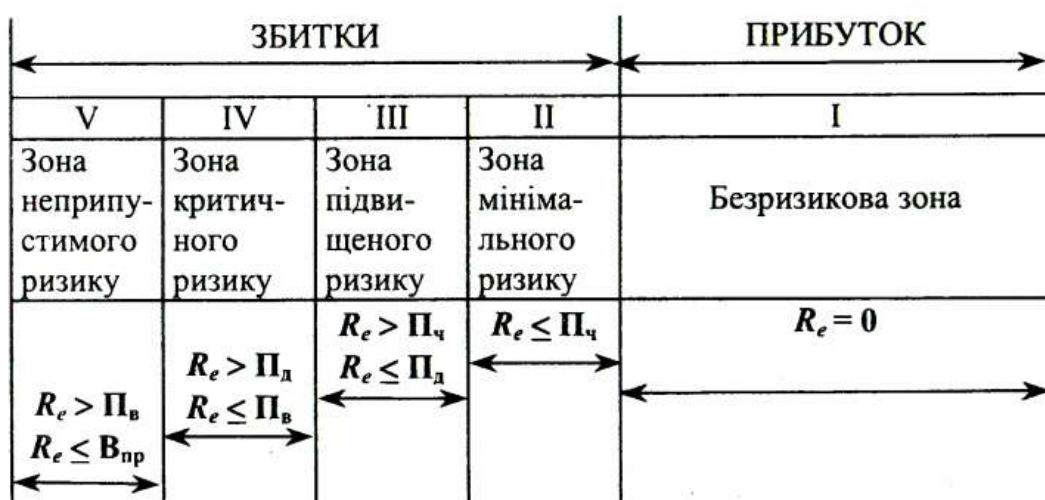 ЗБИТКИ
ПРИБУТОК
V
IV
III
II
I
Зона
неприпу-
стимого
ризику
Зона
критич-
ного
ризику
Зона
підви-
щеного
ризику
Зона
мініма-
льного
ризику
Безризикова зона
Rₑ > Пв
Rₑ ≤ Впр
Rₑ > Пд
Rₑ ≤ Пв
Rₑ > Пч
Rₑ ≤ Пд
Rₑ ≤ Пч
Rₑ = 0